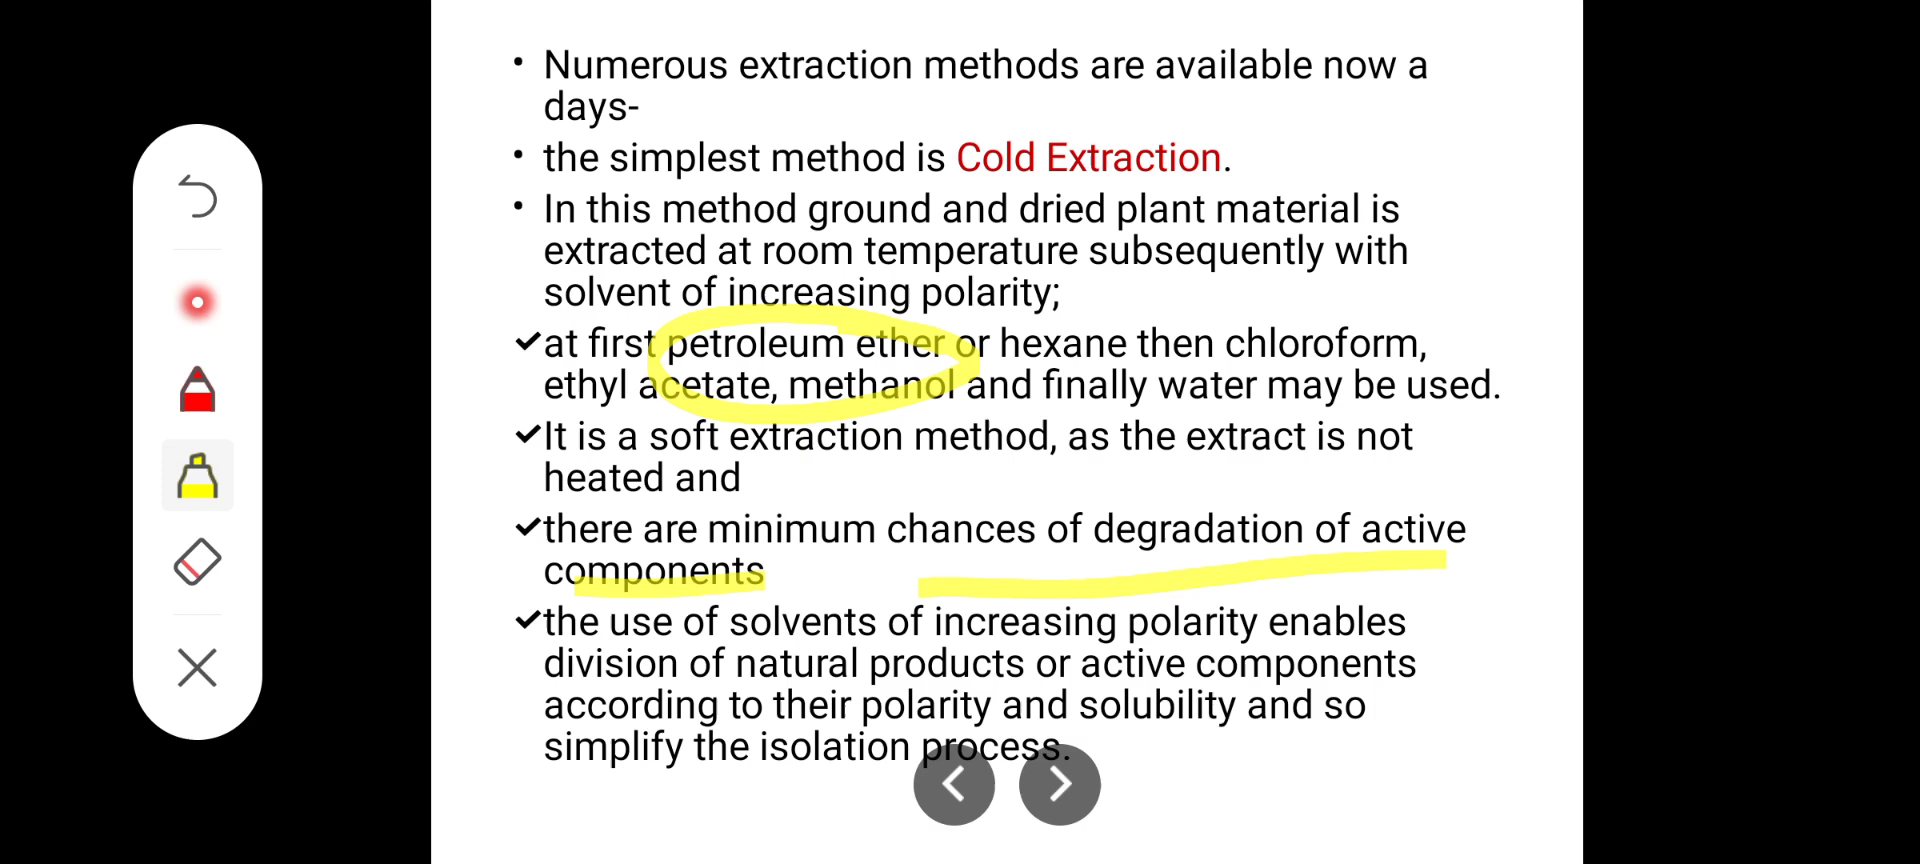 • Numerous extraction methods are available now a
days-
• the simplest method is Cold Extraction.
• In this method ground and dried plant material is
extracted at room temperature subsequently with
solvent of increasing polarity;
✓at first petroleum ether or hexane then chloroform,
ethyl acetate, methanol and finally water may be used.
✓It is a soft extraction method, as the extract is not
heated and
✓there are minimum chances of degradation of active
components
✓the use of solvents of increasing polarity enables
division of natural products or active components
according to their polarity and solubility and so
simplify the isolation process.